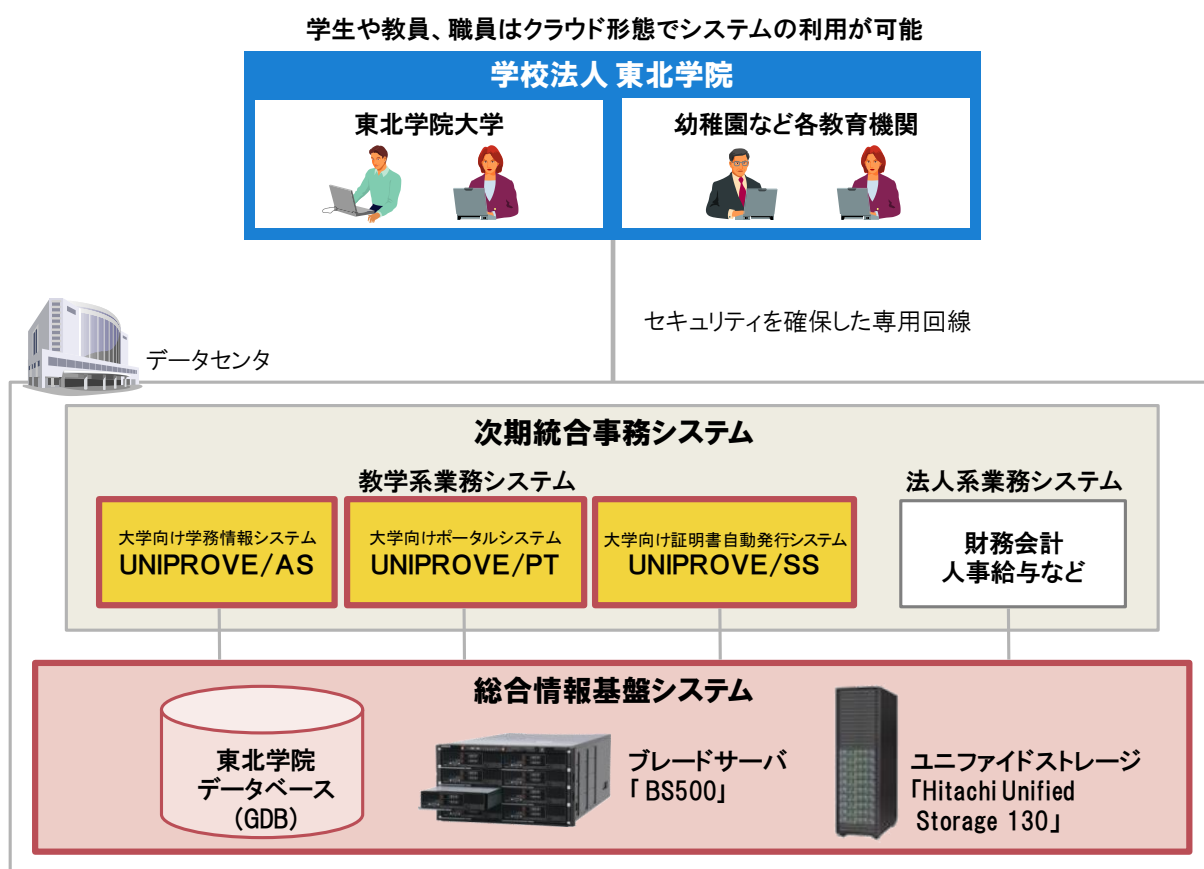 学生や教員、職員はクラウド形態でシステムの利用が可能
学校法人 東北学院
東北学院大学
幼稚園など各教育機関
セキュリティを確保した専用回線
データセンタ
次期統合事務システム
教学系業務システム
法人系業務システム
大学向け学務情報システム
UNIPROVE/AS
大学向けポータルシステム
UNIPROVE/PT
大学向け証明書自動発行システム
UNIPROVE/SS
財務会計
人事給与など
総合情報基盤システム
東北学院
データベース
(GDB)
ブレードサーバ
「BS500」
ユニファイドストレージ
「Hitachi Unified
Storage 130」